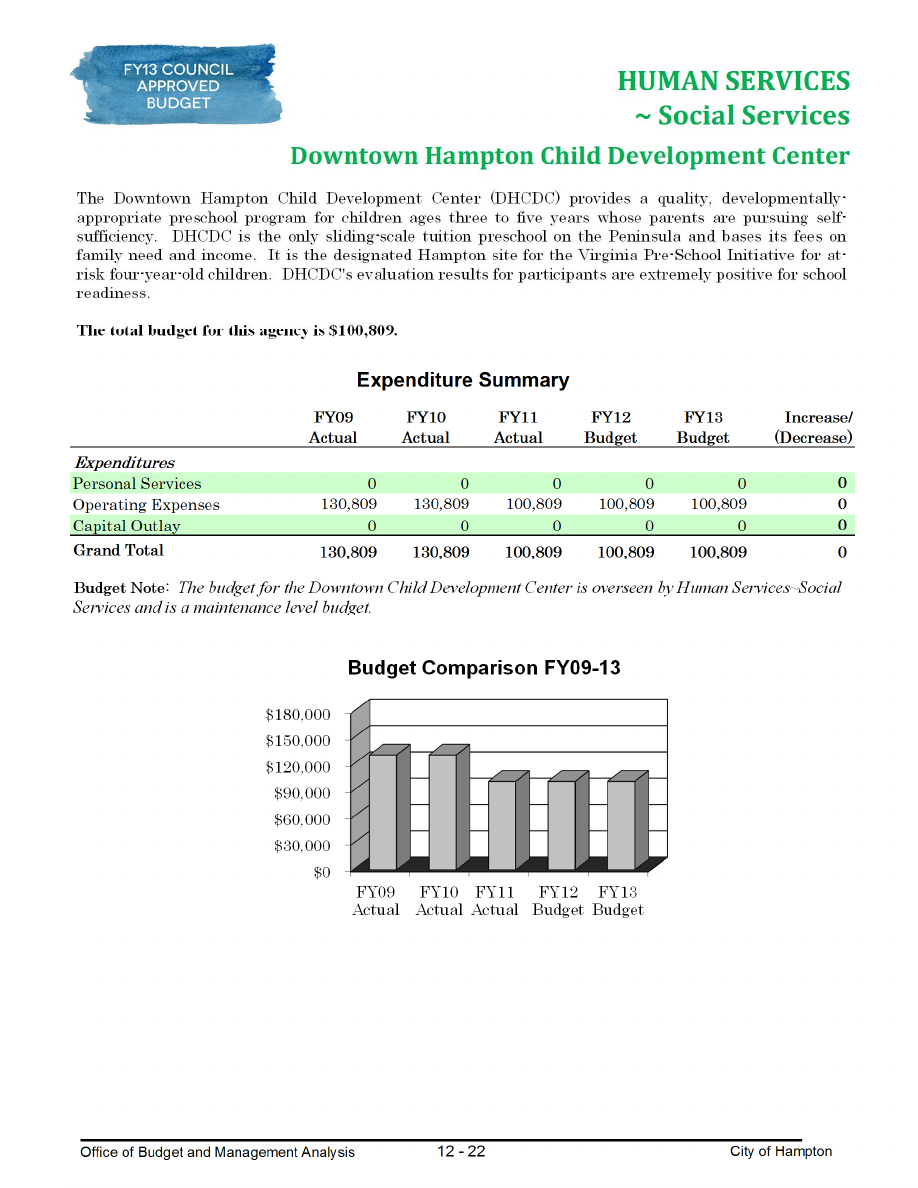 FY13 COUNCIL
APPROVED
BUDGET
HUMAN SERVICES
~ Social Services
Downtown Hampton Child Development Center
The Downtown Hampton Child Development Center (DHCDC) provides a quality, developmentally-
appropriate preschool program for children ages three to five years whose parents are pursuing self-
sufficiency. DHCDC is the only sliding-scale tuition preschool on the Peninsula and bases its fees on
family need and income. It is the designated Hampton site for the Virginia Pre-School Initiative for at-
risk four-year-old children. DHCDC's evaluation results for participants are extremely positive for school
readiness.
The total budget for this agency is $100,809.
Expenditure Summary
FY09 FY10 FY11 FY12 FY13 Increase/
Actual Actual Actual Budget Budget (Decrease)
Expenditures
Personal Services 0 0 0 0 0 0
Operating Expenses 130,809 130,809 100,809 100,809 100,809 0
Capital Outlay 0 0 0 0 0 0
Grand Total 130,809 130,809 100,809 100,809 100,809 0
Budget Note: The budget for the Downtown Child Development Center is overseen by Human Services~Social
Services and is a maintenance level budget.
Budget Comparison FY09-13
$180,000
$150,000
$120,000
$90,000
$60,000
$30,000
$0
FY09 FY10 FY11 FY12 FY13
Actual Actual Actual Budget Budget
Office of Budget and Management Analysis 12 - 22 City of Hampton